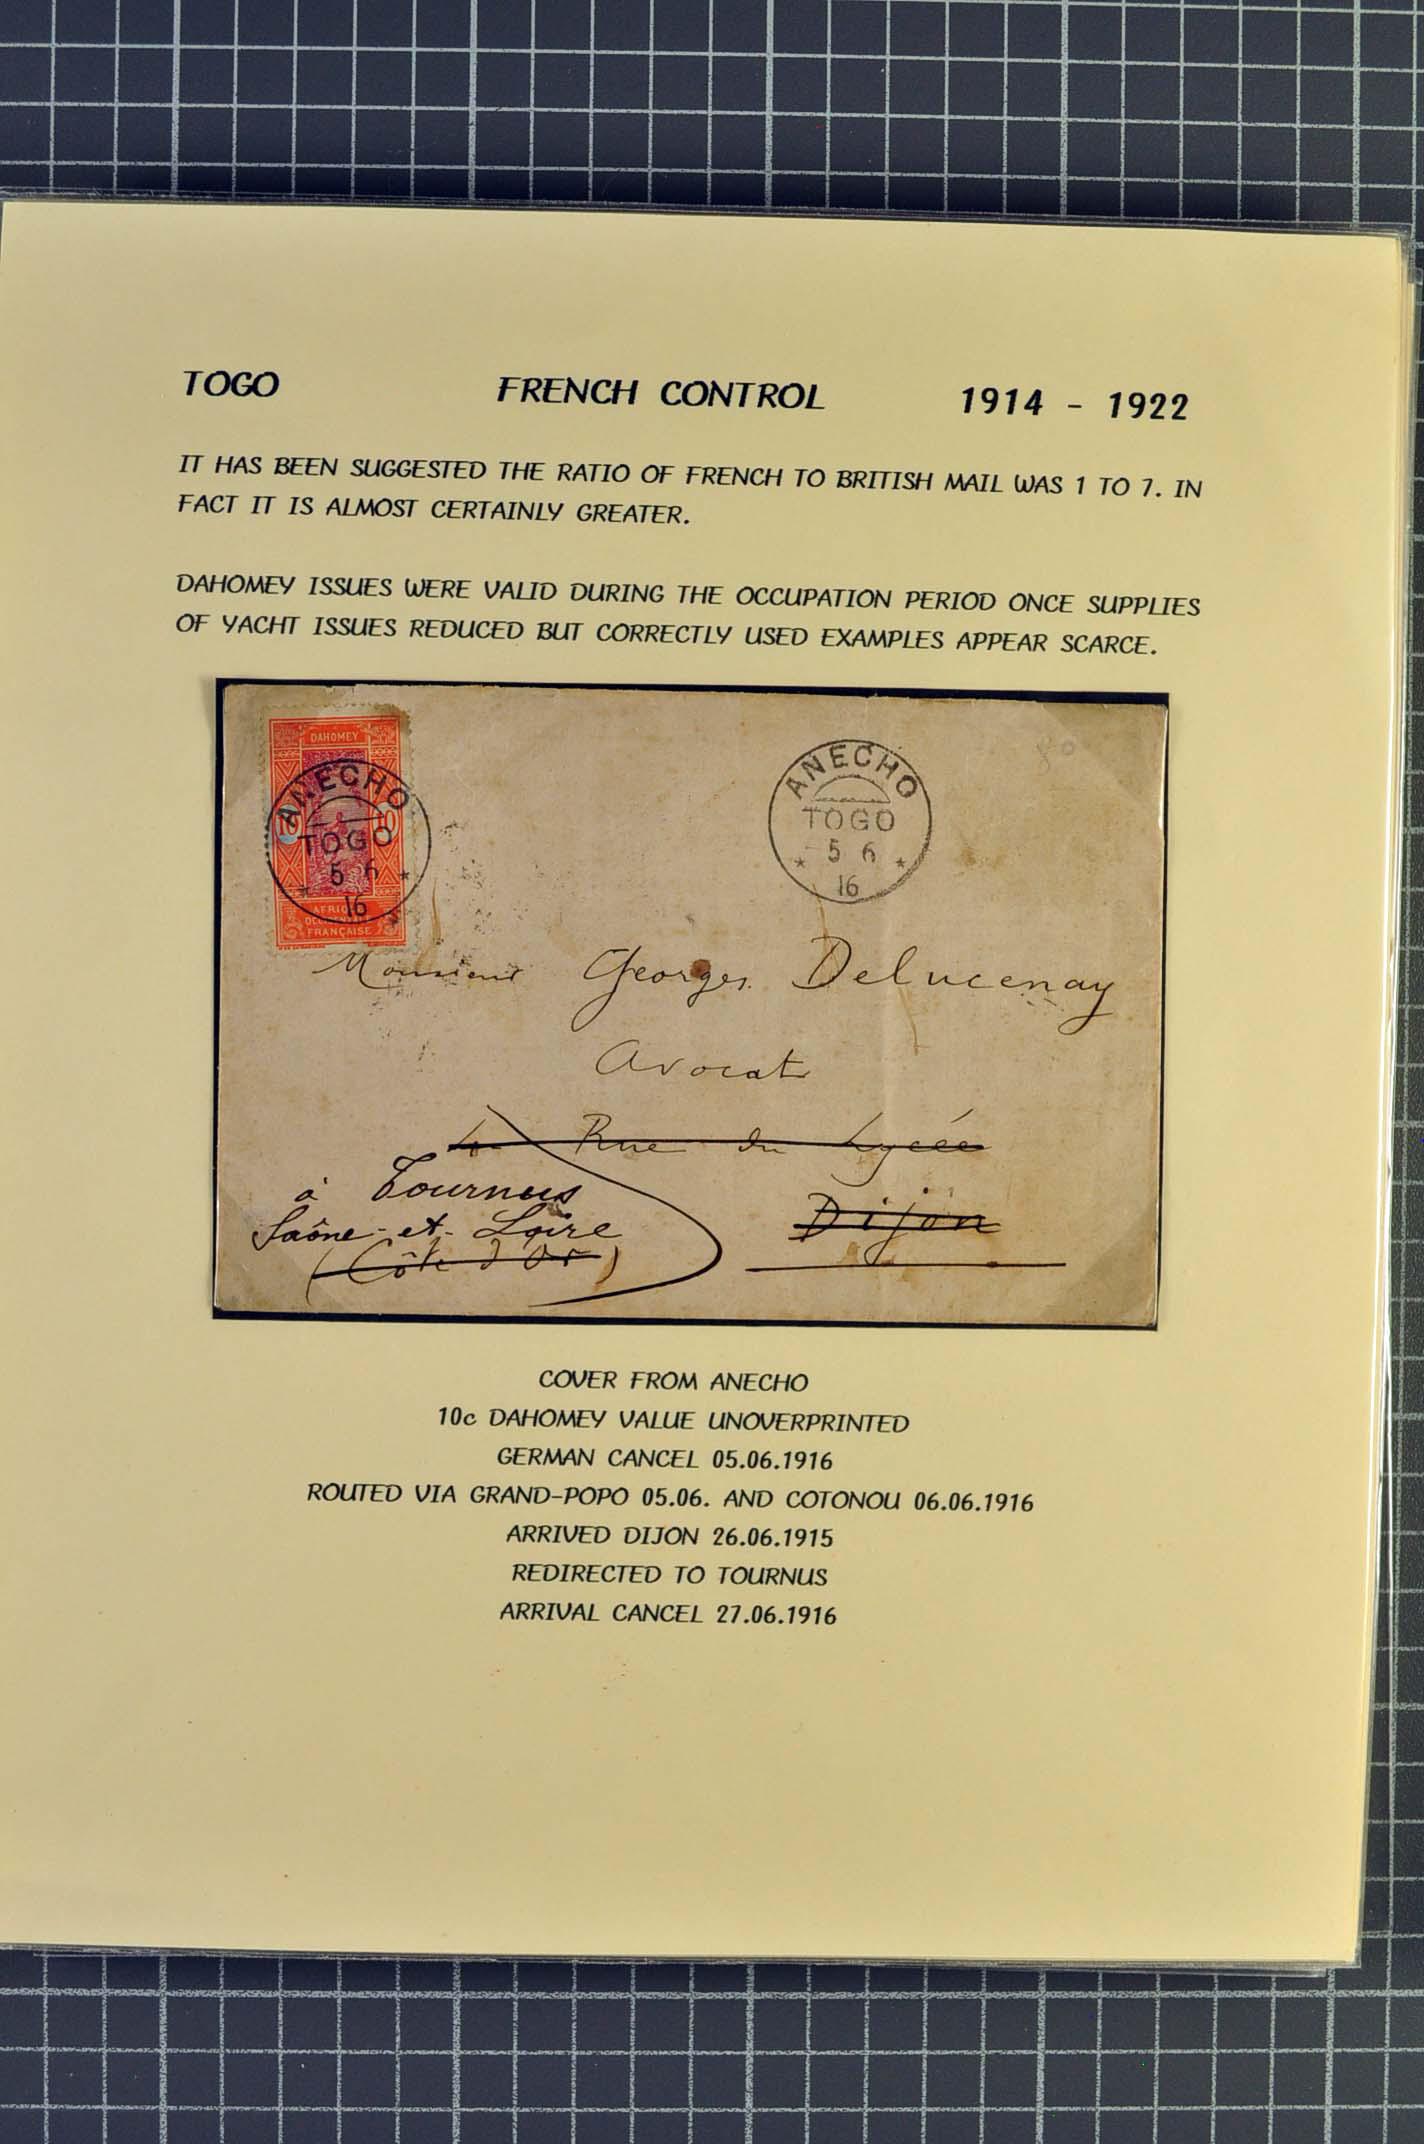 TOGO FRENCH CONTROL 1914 - 1922
IT HAS BEEN SUGGESTED THE RATIO OF FRENCH TO BRITISH MAIL WAS 1 TO 7. IN
FACT IT IS ALMOST CERTAINLY GREATER.
DAHOMEY ISSUES WERE VALID DURING THE OCCUPATION PERIOD ONCE SUPPLIES
OF YACHT ISSUES REDUCED BUT CORRECTLY USED EXAMPLES APPEAR SCARCE.
DAHOMEY
10 10
AFRIQUE
OCCIDENTALE
FRANÇAISE
ANECHO
TOGO
5 6
16
ANECHO
TOGO
5 6
16
80
Monsieur Georges Delucenay
Avocat
4 Rue du Lycée
à Tournus
Dijon
Saône-et-Loire
(Côte d'Or)
COVER FROM ANECHO
10c DAHOMEY VALUE UNOVERPRINTED
GERMAN CANCEL 05.06.1916
ROUTED VIA GRAND-POPO 05.06. AND COTONOU 06.06.1916
ARRIVED DIJON 26.06.1915
REDIRECTED TO TOURNUS
ARRIVAL CANCEL 27.06.1916